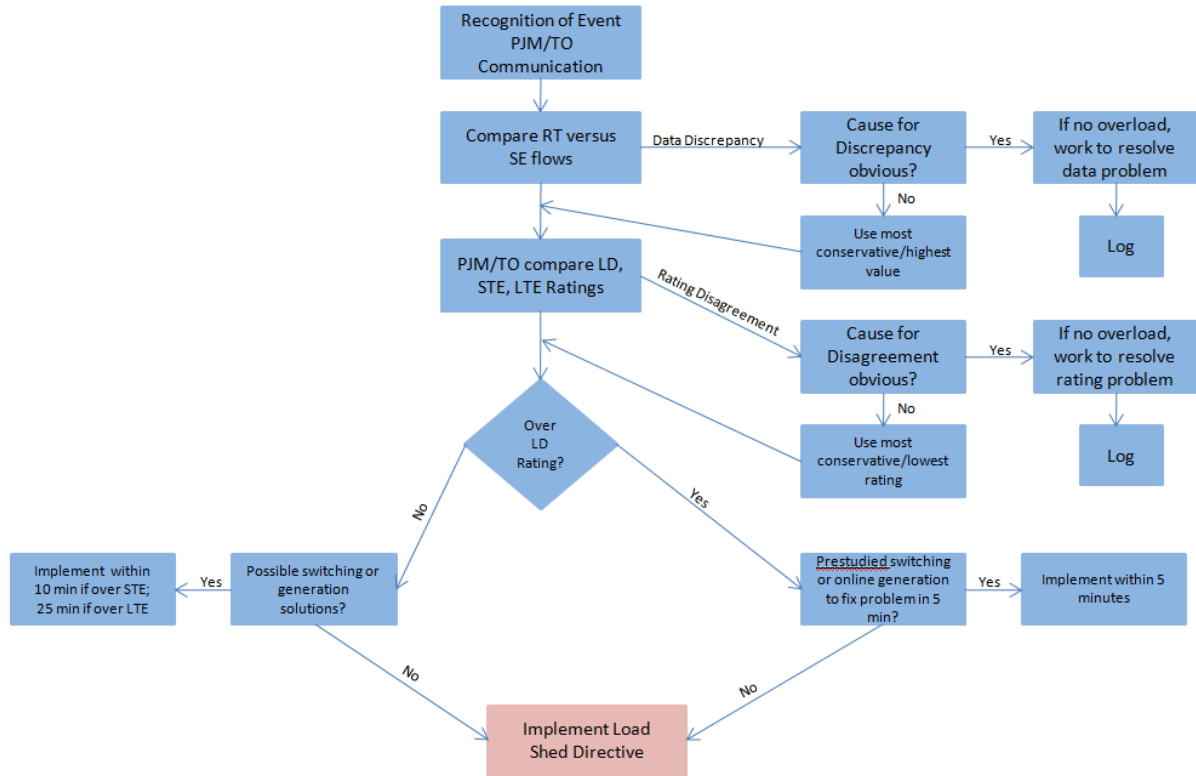 Recognition of Event
PJM/TO
Communication
Compare RT versus
SE flows
Data Discrepancy
Cause for
Discrepancy
obvious?
Yes
If no overload,
work to resolve
data problem
No
Use most
conservative/highest
value
Log
PJM/TO compare LD,
STE, LTE Ratings
Rating Disagreement
Cause for
Disagreement
obvious?
Yes
If no overload,
work to resolve
rating problem
No
Use most
conservative/lowest
rating
Log
Over
LD
Rating?
No
Yes
Implement within
10 min if over STE;
25 min if over LTE
Yes
Possible switching or
generation
solutions?
Prestudied switching
or online generation
to fix problem in 5
min?
Yes
Implement within 5
minutes
No
No
Implement Load
Shed Directive